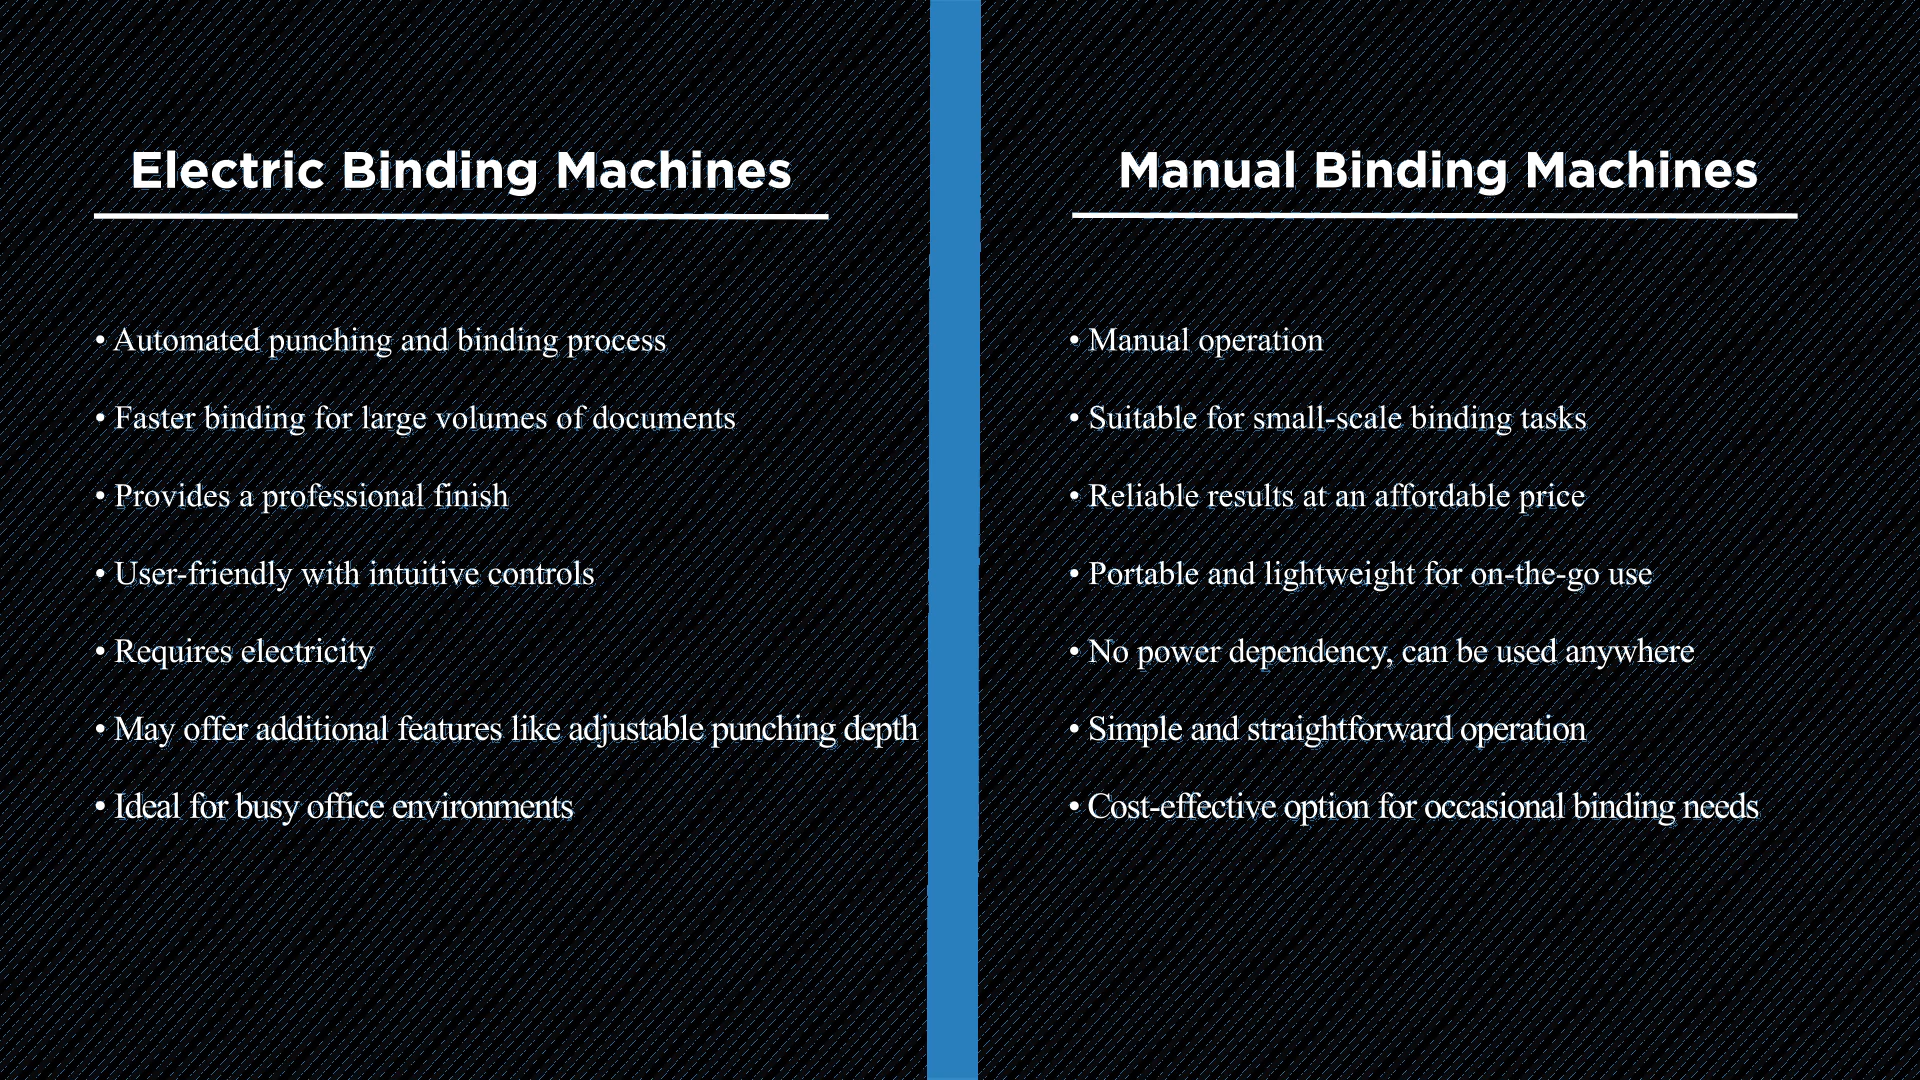 Electric Binding Machines
• Automated punching and binding process
• Faster binding for large volumes of documents
• Provides a professional finish
• User-friendly with intuitive controls
• Requires electricity
• May offer additional features like adjustable punching depth
• Ideal for busy office environments
Manual Binding Machines
• Manual operation
• Suitable for small-scale binding tasks
• Reliable results at an affordable price
• Portable and lightweight for on-the-go use
• No power dependency, can be used anywhere
• Simple and straightforward operation
• Cost-effective option for occasional binding needs